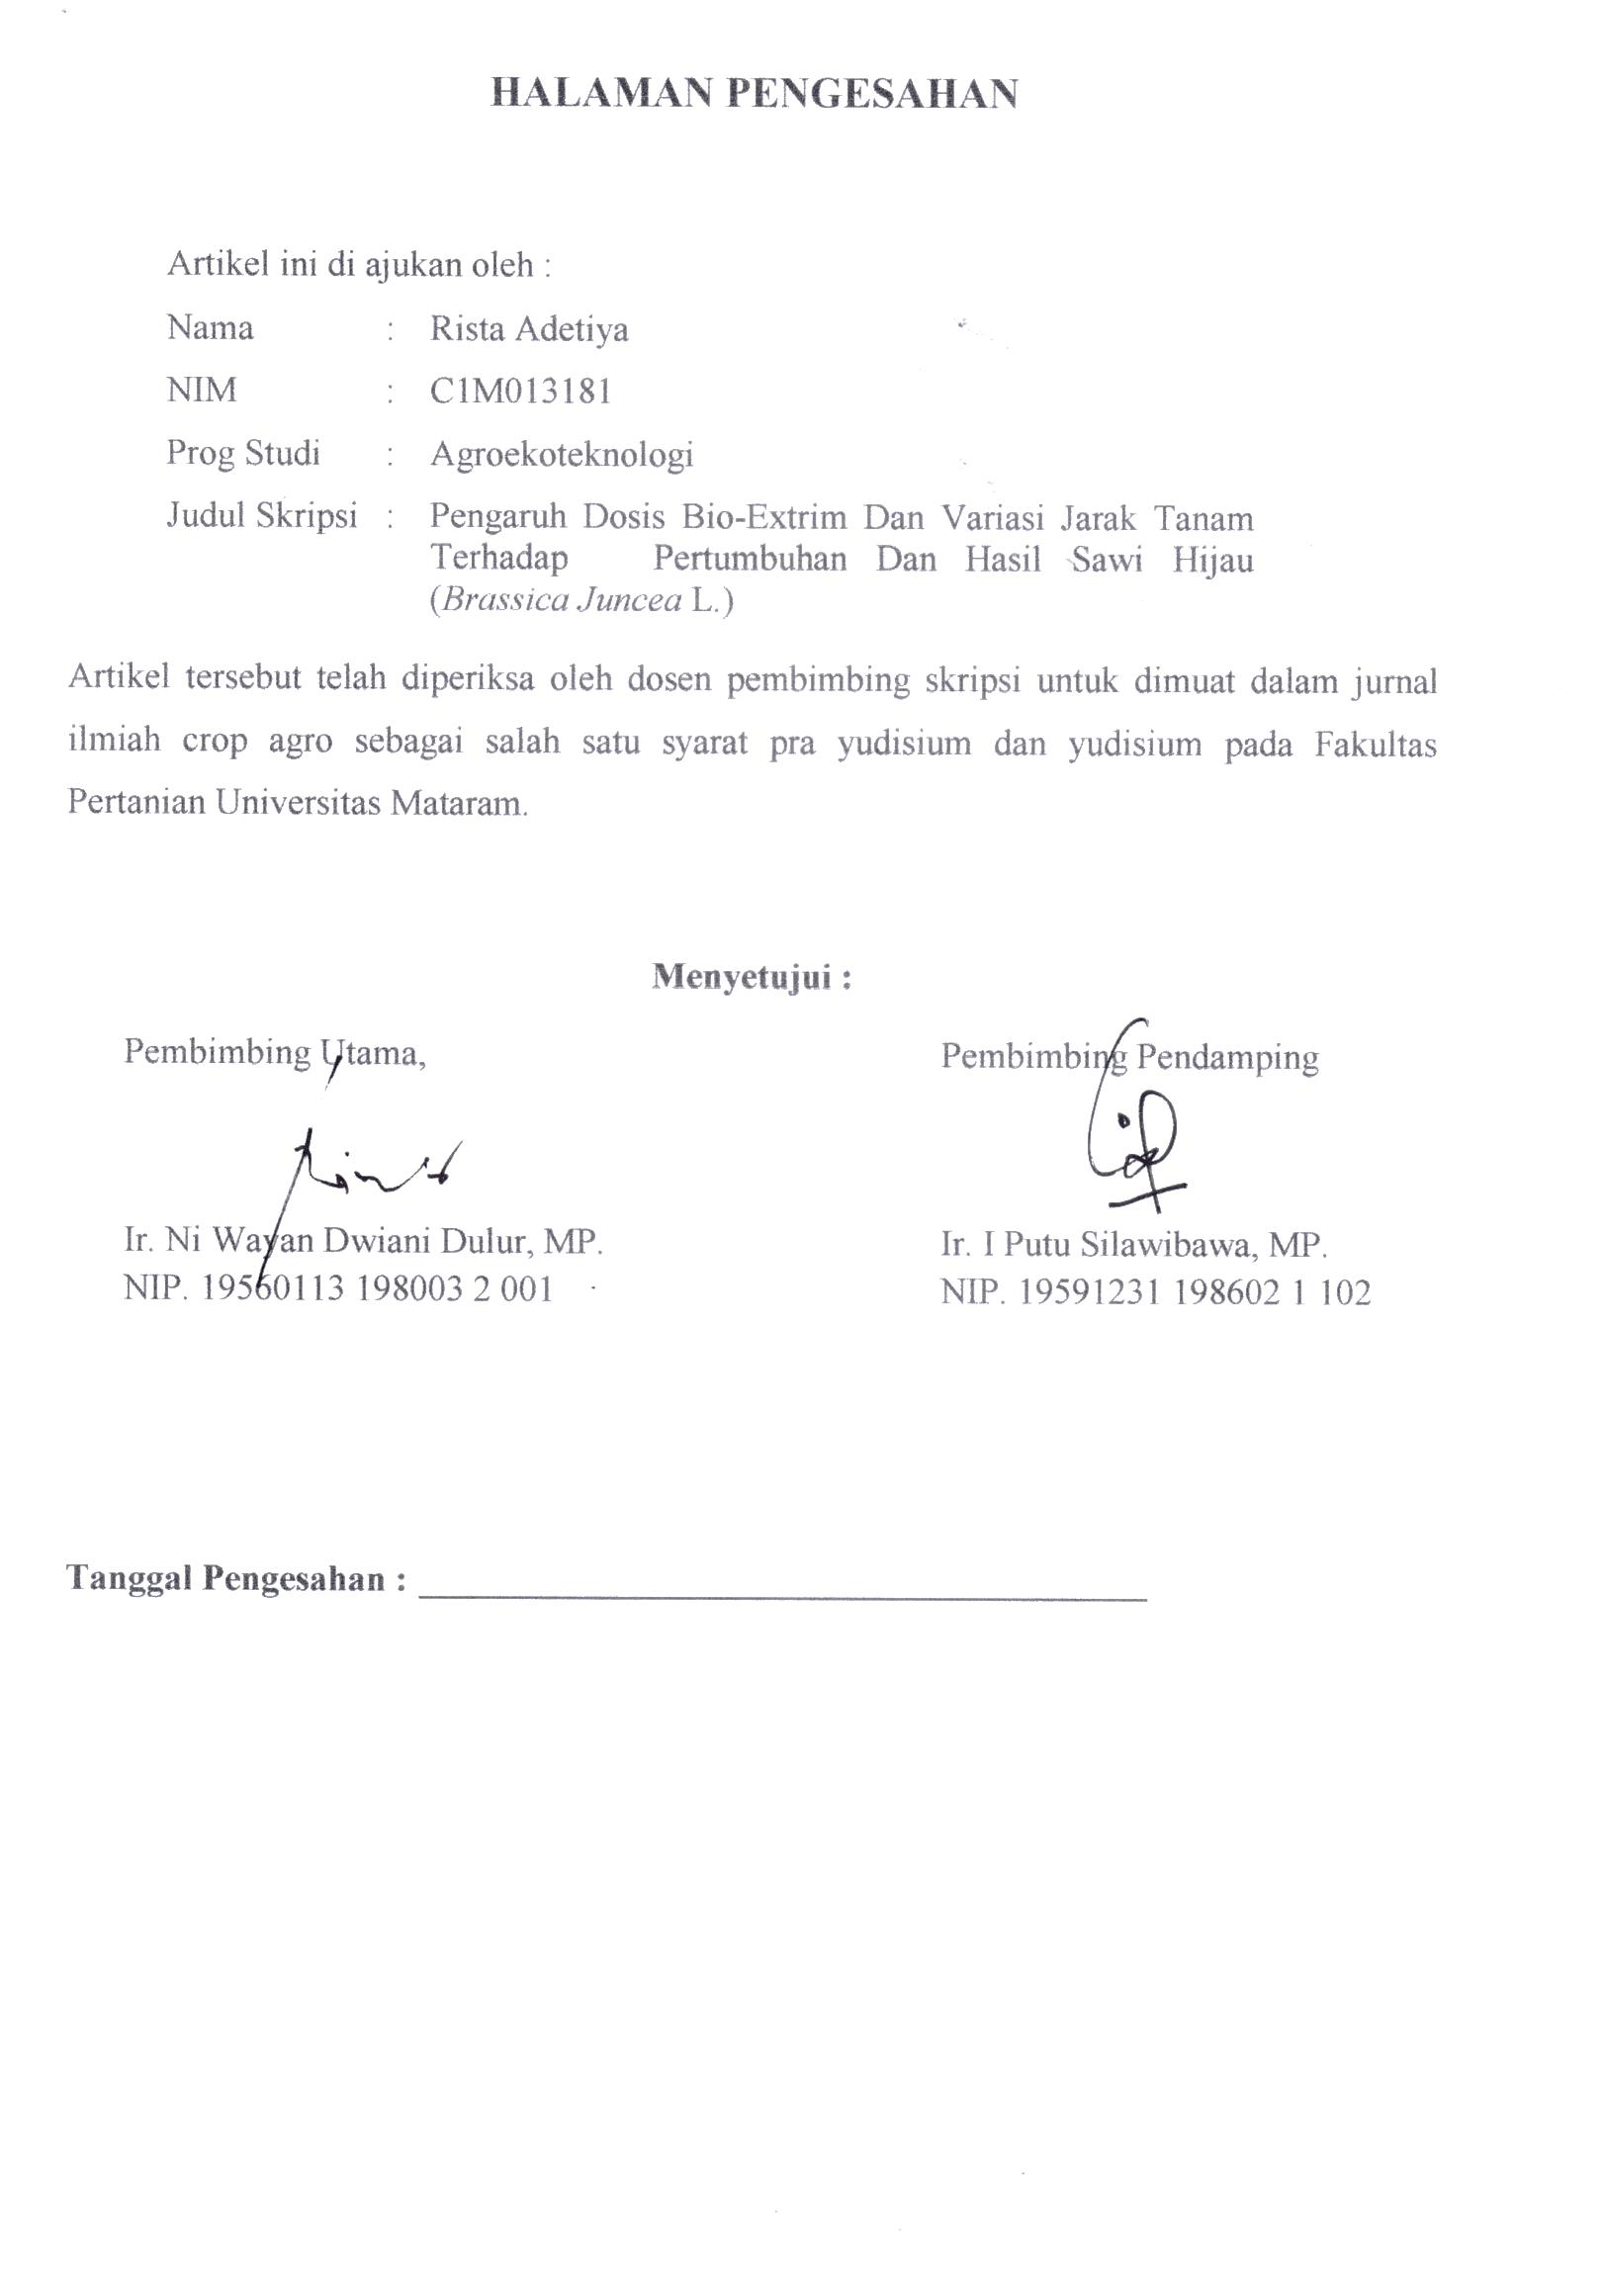 HALAMAN PENGESAHAN
Artikel ini di ajukan oleh :
Nama : Rista Adetiya
NIM : C1M013181
Prog Studi : Agroekoteknologi
Judul Skripsi : Pengaruh Dosis Bio-Extrim Dan Variasi Jarak Tanam
Terhadap Pertumbuhan Dan Hasil Sawi Hijau
(Brassica Juncea L.)
Artikel tersebut telah diperiksa oleh dosen pembimbing skripsi untuk dimuat dalam jurnal
ilmiah crop agro sebagai salah satu syarat pra yudisium dan yudisium pada Fakultas
Pertanian Universitas Mataram.
Menyetujui :
Pembimbing Utama,
Ir. Ni Wayan Dwiani Dulur, MP.
NIP. 19560113 198003 2 001
Pembimbing Pendamping
Ir. I Putu Silawibawa, MP.
NIP. 19591231 198602 1 102
Tanggal Pengesahan :